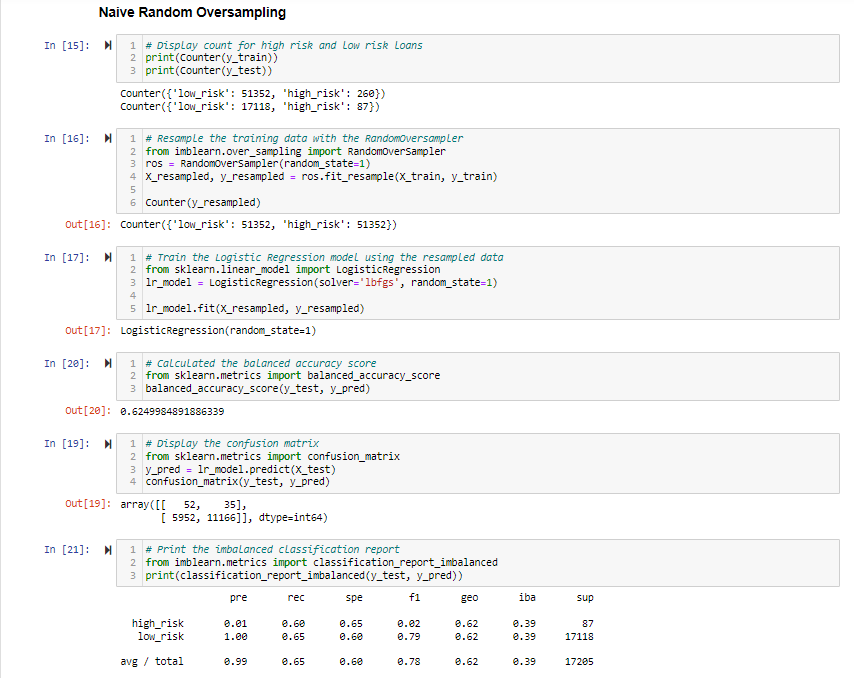 Naive Random Oversampling
In [15]: 1 # Display count for high risk and low risk loans
2 print(Counter(y_train))
3 print(Counter(y_test))
Counter({'low_risk': 51352, 'high_risk': 260})
Counter({'low_risk': 17118, 'high_risk': 87})
In [16]: 1 # Resample the training data with the RandomOversampler
2 from imblearn.over_sampling import RandomOverSampler
3 ros = RandomOverSampler(random_state=1)
4 X_resampled, y_resampled = ros.fit_resample(X_train, y_train)
5
6 Counter(y_resampled)
Out[16]: Counter({'low_risk': 51352, 'high_risk': 51352})
In [17]: 1 # Train the Logistic Regression model using the resampled data
2 from sklearn.linear_model import LogisticRegression
3 lr_model = LogisticRegression(solver='lbfgs', random_state=1)
4
5 lr_model.fit(X_resampled, y_resampled)
Out[17]: LogisticRegression(random_state=1)
In [20]: 1 # Calculated the balanced accuracy score
2 from sklearn.metrics import balanced_accuracy_score
3 balanced_accuracy_score(y_test, y_pred)
Out[20]: 0.6249984891886339
In [19]: 1 # Display the confusion matrix
2 from sklearn.metrics import confusion_matrix
3 y_pred = lr_model.predict(X_test)
4 confusion_matrix(y_test, y_pred)
Out[19]: array([[ 52, 35],
[ 5952, 11166]], dtype=int64)
In [21]: 1 # Print the imbalanced classification report
2 from imblearn.metrics import classification_report_imbalanced
3 print(classification_report_imbalanced(y_test, y_pred))
pre rec spe f1 geo iba sup
high_risk 0.01 0.60 0.65 0.02 0.62 0.39 87
low_risk 1.00 0.65 0.60 0.79 0.62 0.39 17118
avg / total 0.99 0.65 0.60 0.78 0.62 0.39 17205